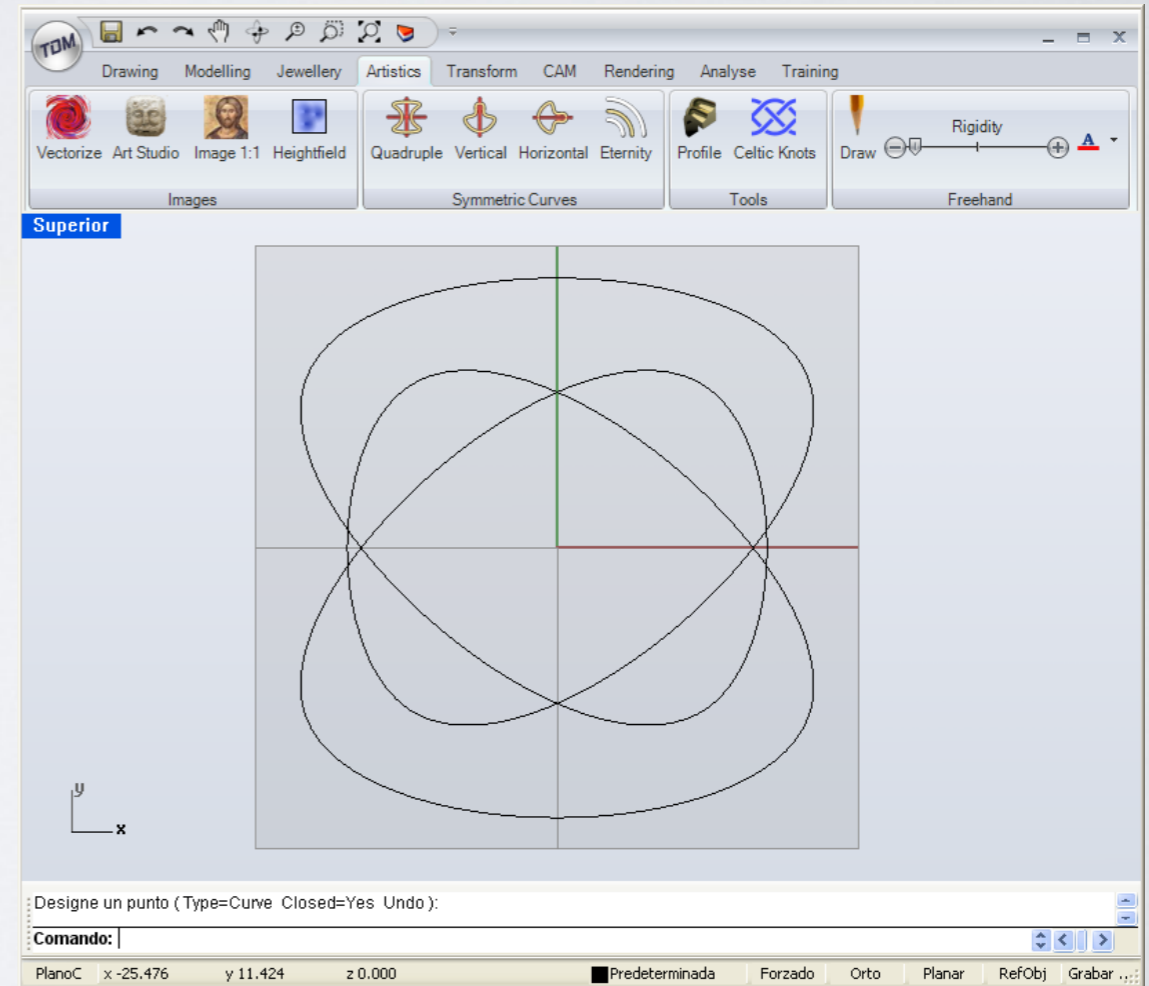 TDM
Drawing Modelling Jewellery Artistics Transform CAM Rendering Analyse Training
Vectorize Art Studio Image 1:1 Heightfield Quadruple Vertical Horizontal Eternity Profile Celtic Knots Draw Rigidity A
Images Symmetric Curves Tools Freehand
Superior
y
x
Designe un punto ( Type=Curve Closed=Yes Undo ):
Comando:
PlanoC x -25.476 y 11.424 z 0.000 Predeterminada Forzado Orto Planar RefObj Grabar ...